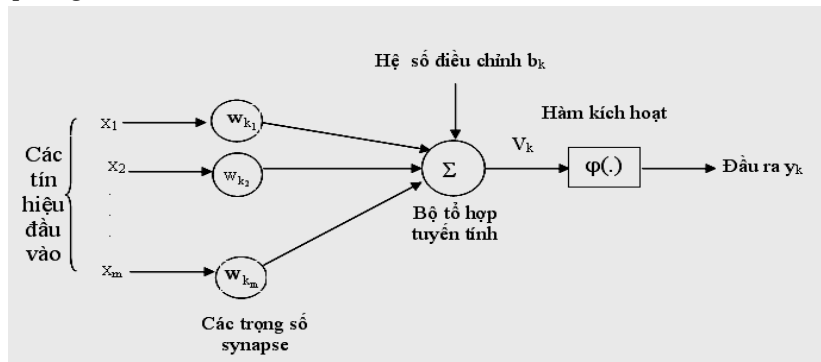 Hệ số điều chỉnh bk
Hàm kích hoạt
Các
tín
hiệu
đầu
vào
X1
X2
Xm
wk1
wk2
wkm
Σ
Vk
φ(.)
Đầu ra yk
Bộ tổ hợp
tuyến tính
Các trọng số
synapse